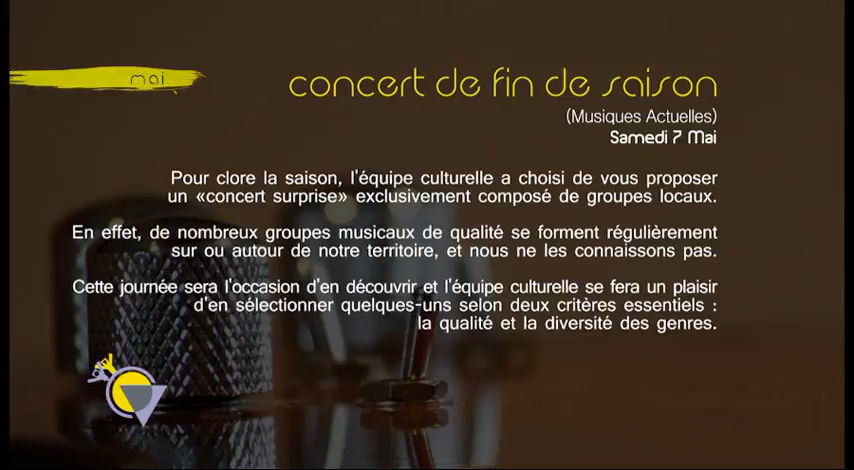 mai
concert de fin de saison
(Musiques Actuelles)
Samedi 7 Mai
Pour clore la saison, l'équipe culturelle a choisi de vous proposer
un «concert surprise» exclusivement composé de groupes locaux.
En effet, de nombreux groupes musicaux de qualité se forment régulièrement
sur ou autour de notre territoire, et nous ne les connaissons pas.
Cette journée sera l'occasion d'en découvrir et l'équipe culturelle se fera un plaisir
d'en sélectionner quelques-uns selon deux critères essentiels :
la qualité et la diversité des genres.